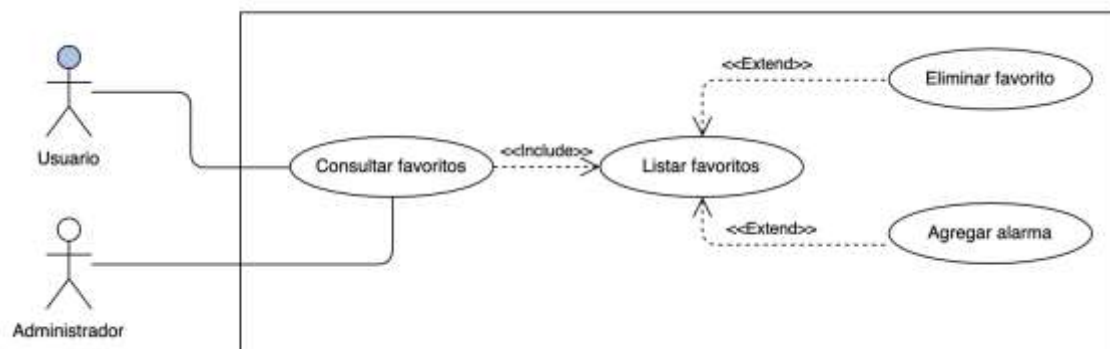 <<Extend>>
Eliminar favorito
Usuario
Consultar favoritos
<<Include>>
Listar favoritos
<<Extend>>
Agregar alarma
Administrador